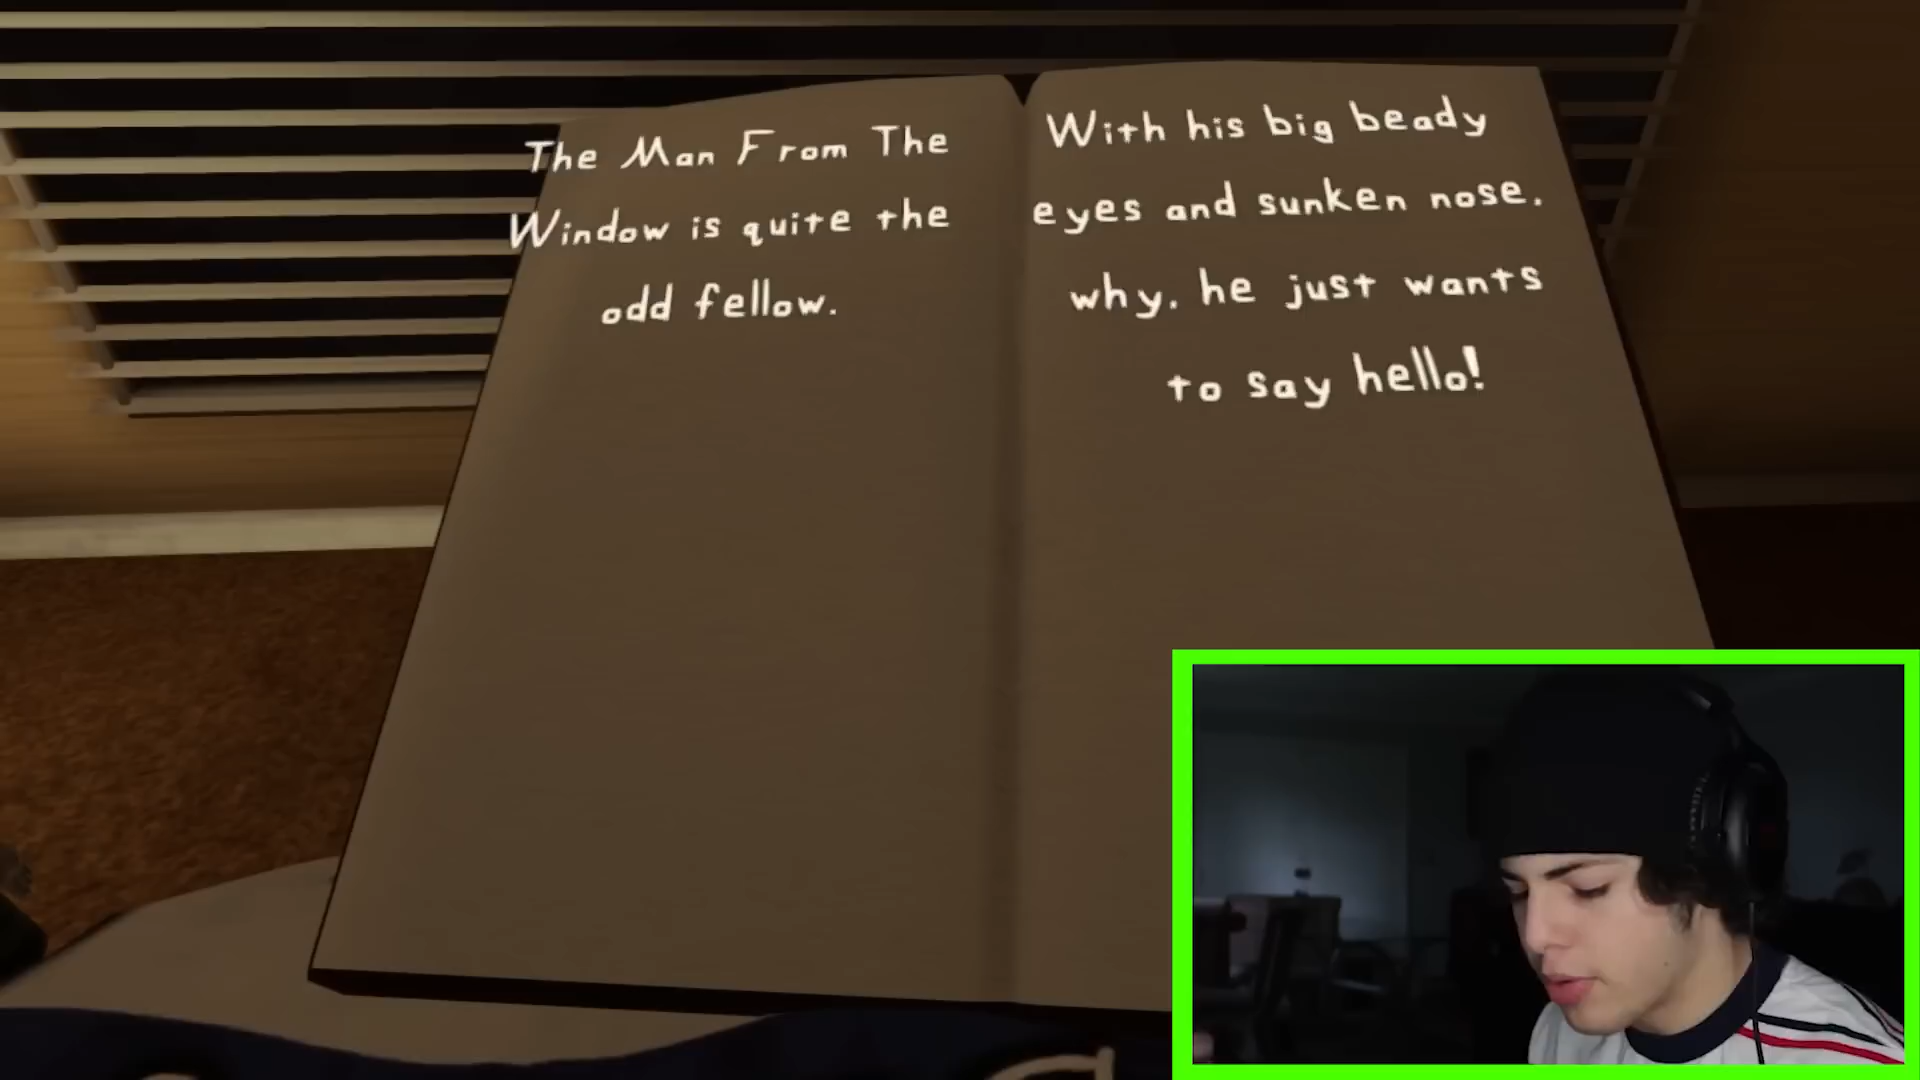 The Man From The
Window is quite the
odd fellow.
With his big beady
eyes and sunken nose.
why. he just wants
to say hello!